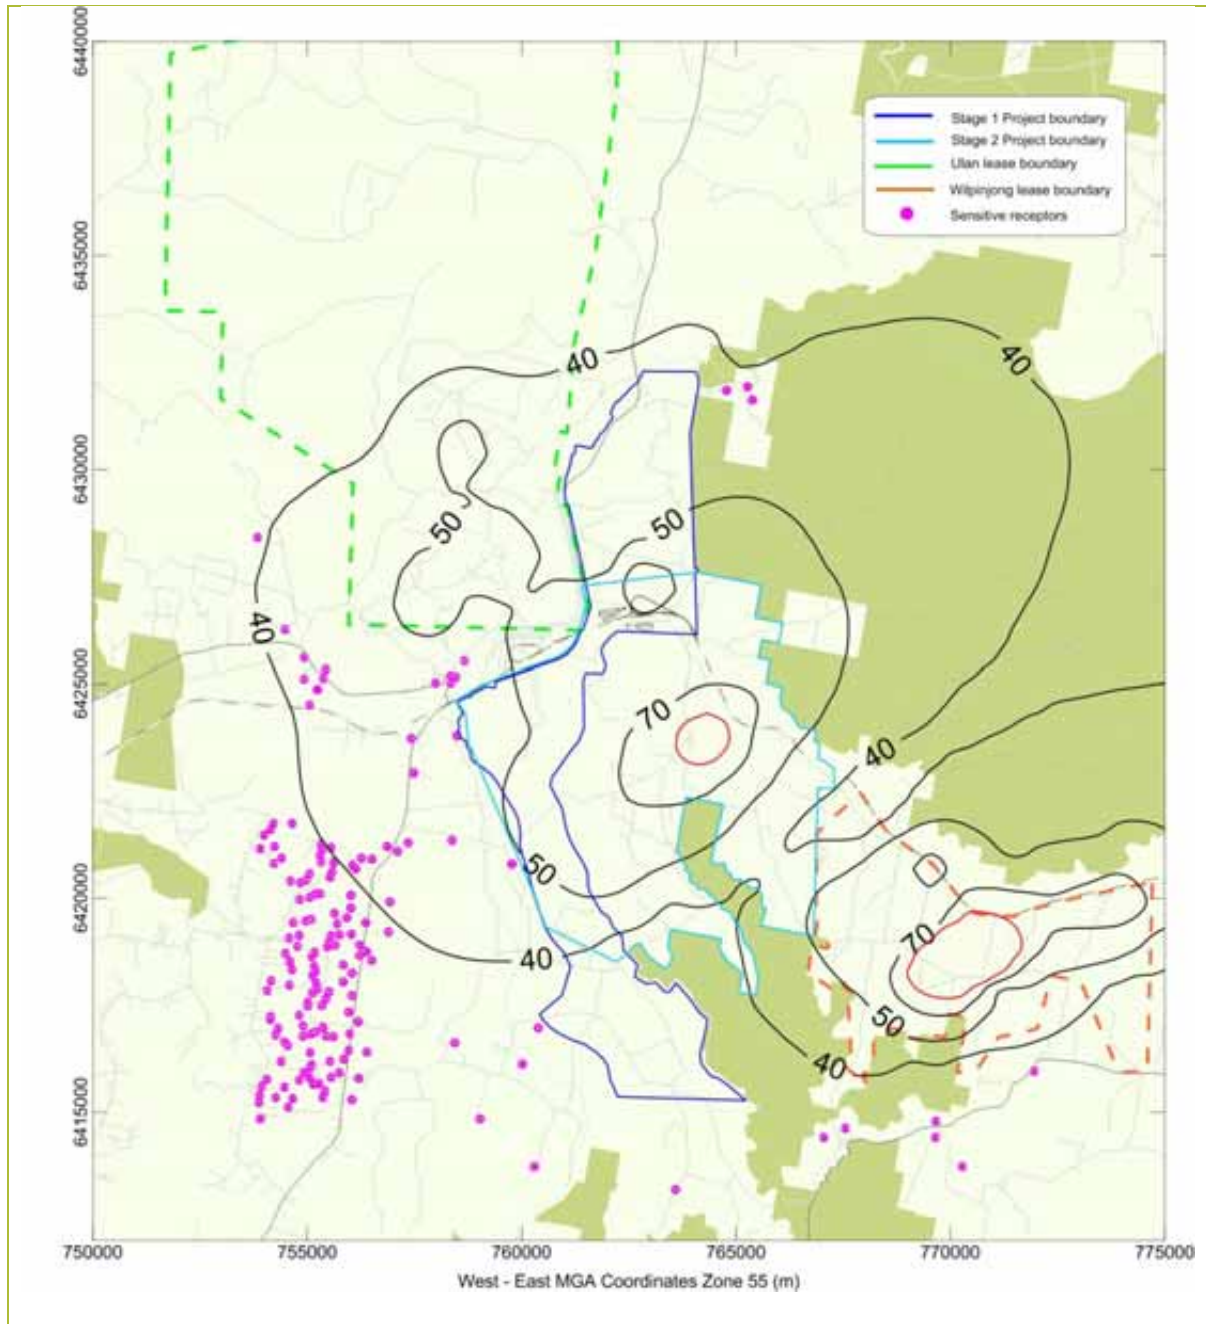 6440000
Stage 1 Project boundary
Stage 2 Project boundary
Ulan lease boundary
Wilpinjong lease boundary
Sensitive receptors
6435000
40
40
6430000
50
50
40
6425000
70
40
50
6420000
70
40
50
40
6415000
750000 755000 760000 765000 770000 775000
West - East MGA Coordinates Zone 55 (m)